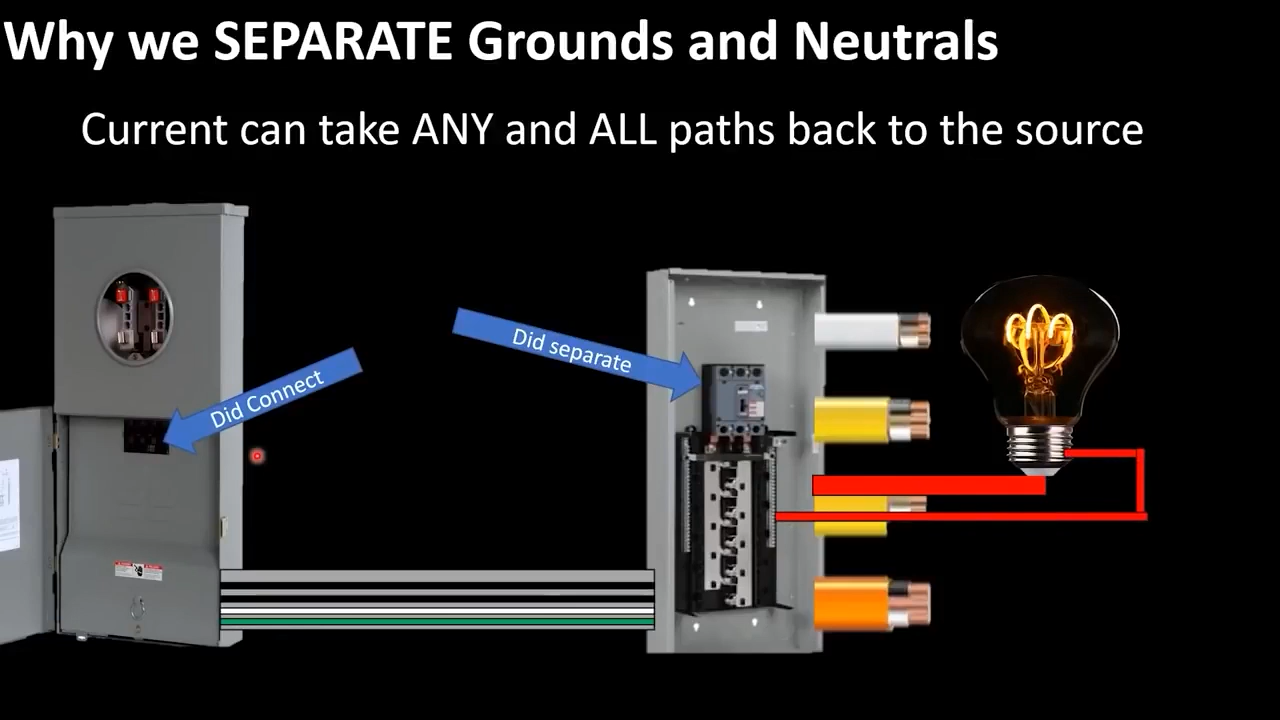 Why we SEPARATE Grounds and Neutrals
Current can take ANY and ALL paths back to the source
Did separate
Did Connect